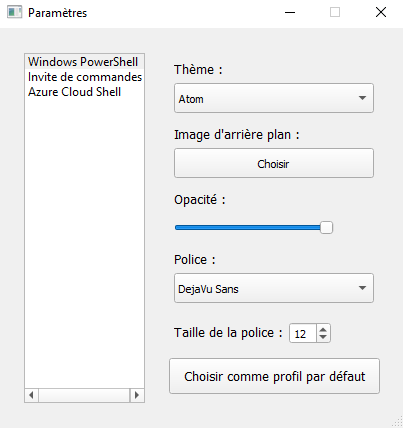 Paramètres
Windows PowerShell
Invite de commandes
Azure Cloud Shell
Thème :
Atom
Image d'arrière plan :
Choisir
Opacité :
Police :
DejaVu Sans
Taille de la police : 12
Choisir comme profil par défaut